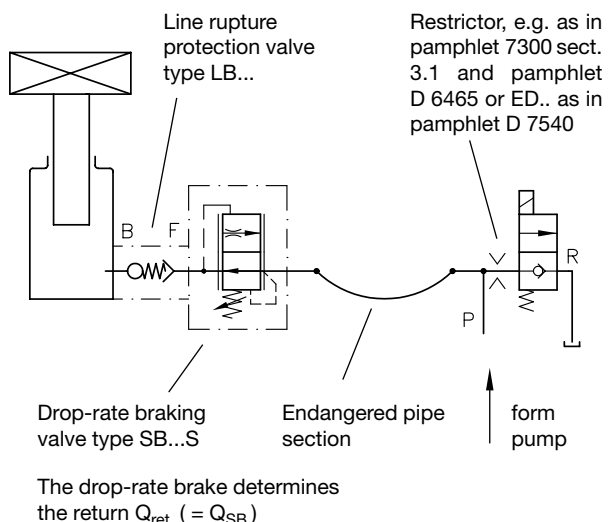 Line rupture
protection valve
type LB...
Restrictor, e.g. as in
pamphlet 7300 sect.
3.1 and pamphlet
D 6465 or ED.. as in
pamphlet D 7540
B
F
R
P
Drop-rate braking
valve type SB...S
Endangered pipe
section
form
pump
The drop-rate brake determines
the return Qret ( = QSB)